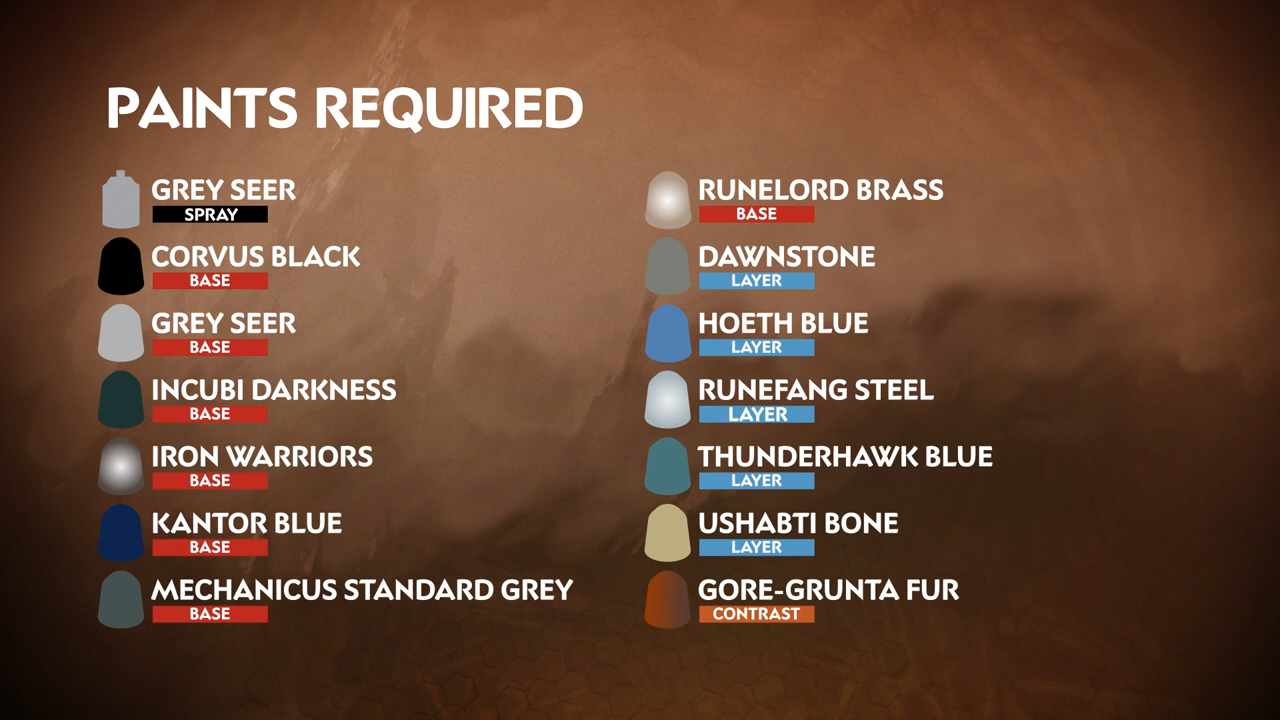 PAINTS REQUIRED
GREY SEER
SPRAY
CORVUS BLACK
BASE
GREY SEER
BASE
INCUBI DARKNESS
BASE
IRON WARRIORS
BASE
KANTOR BLUE
BASE
MECHANICUS STANDARD GREY
BASE
RUNELORD BRASS
BASE
DAWNSTONE
LAYER
HOETH BLUE
LAYER
RUNEFANG STEEL
LAYER
THUNDERHAWK BLUE
LAYER
USHABTI BONE
LAYER
GORE-GRUNTA FUR
CONTRAST